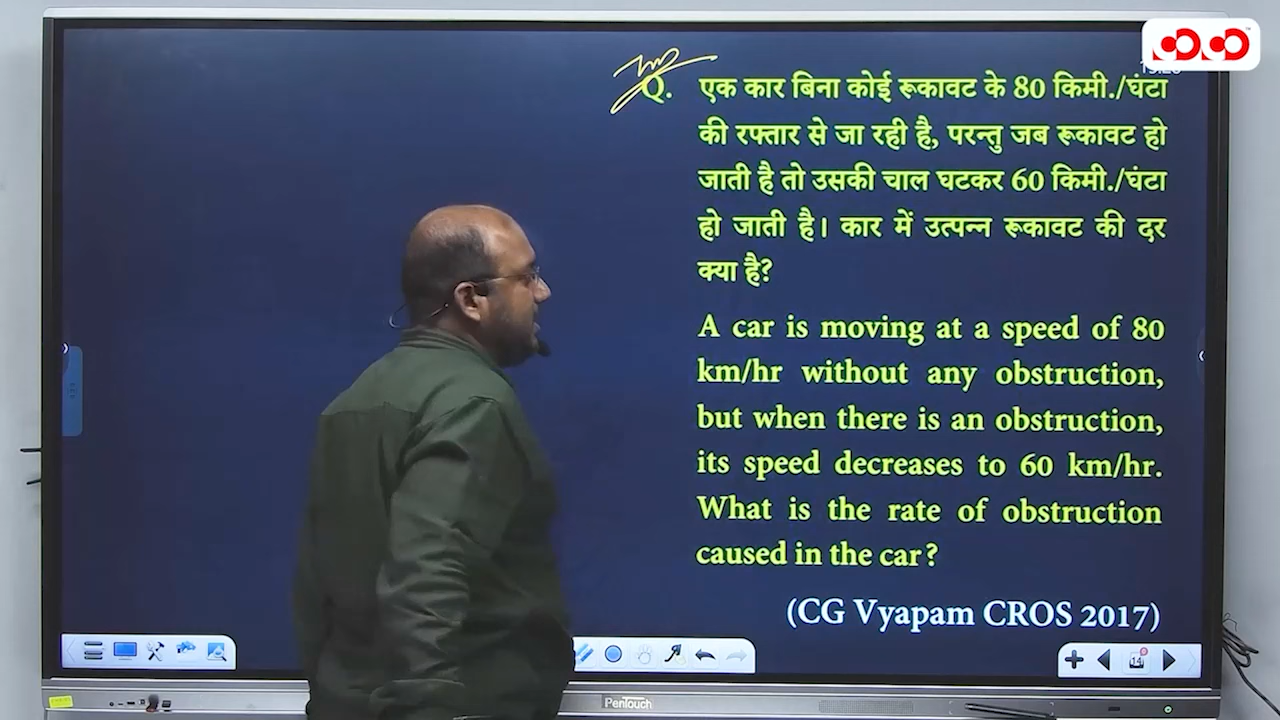 Q. एक कार बिना कोई रूकावट के 80 किमी./घंटा
की रफ्तार से जा रही है, परन्तु जब रूकावट हो
जाती है तो उसकी चाल घटकर 60 किमी./घंटा
हो जाती है। कार में उत्पन्न रूकावट की दर
क्या है?
A car is moving at a speed of 80
km/hr without any obstruction,
but when there is an obstruction,
its speed decreases to 60 km/hr.
What is the rate of obstruction
caused in the car?
(CG Vyapam CROS 2017)
14
PenTouch